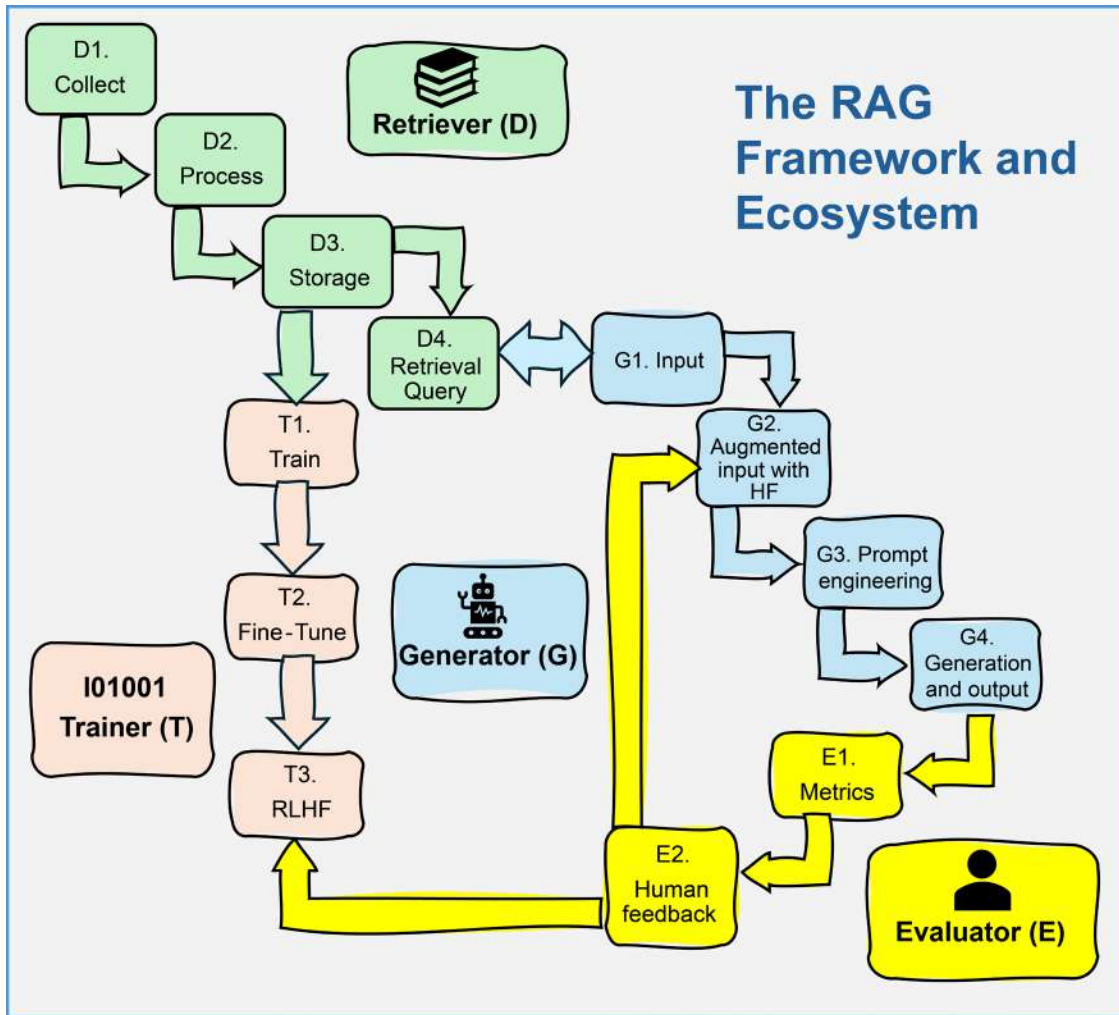 D1.
Collect
Retriever (D)
The RAG
Framework and
Ecosystem
D2.
Process
D3.
Storage
D4.
Retrieval
Query
G1. Input
G2.
Augmented
input with
HF
T1.
Train
G3. Prompt
engineering
T2.
Fine-Tune
Generator (G)
G4.
Generation
and output
I01001
Trainer (T)
T3.
RLHF
E1.
Metrics
E2.
Human
feedback
Evaluator (E)